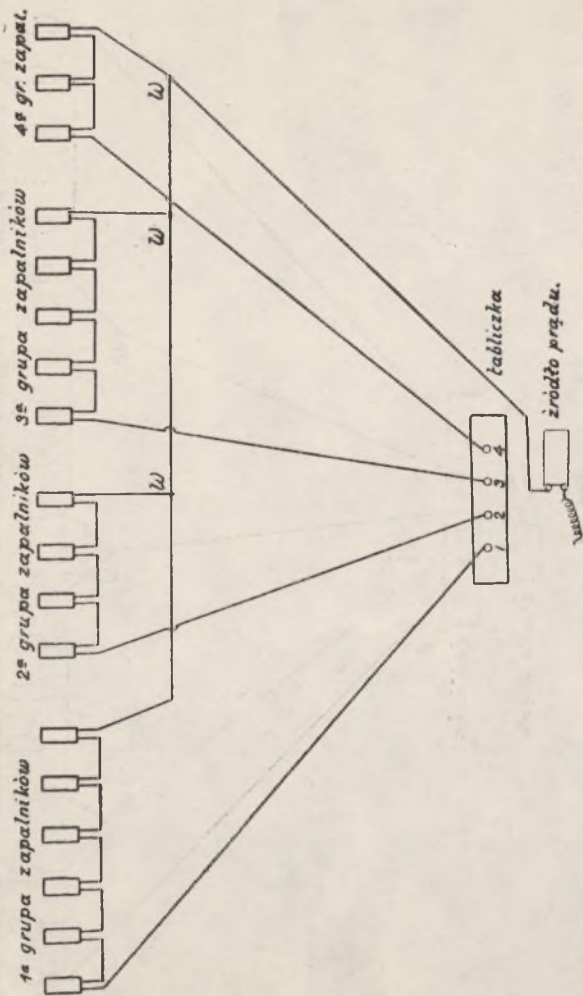 1ª grupa zapalników
2ª grupa zapalników
3ª grupa zapalników
4ª gr. zapal.
W
W
W
1
2
3
4
tabliczka
źródło prądu.